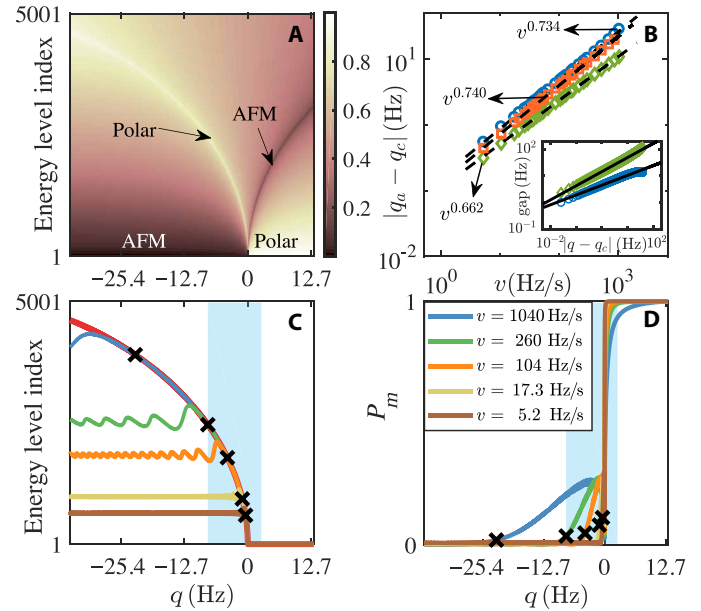 5001
Energy level index
1
A
Polar
AFM
AFM
Polar
−25.4 −12.7 0 12.7
0.8
0.6
0.4
0.2
B
|q_a − q_c| (Hz)
10^1
10^-2
v^0.734
v^0.740
v^0.662
10^0 v(Hz/s) 10^3
gap (Hz)
10^2
10^-1
10^-2 |q − q_c| (Hz) 10^2
5001
Energy level index
1
C
−25.4 −12.7 0 12.7
q (Hz)
1
P_m
0
D
v = 1040 Hz/s
v = 260 Hz/s
v = 104 Hz/s
v = 17.3 Hz/s
v = 5.2 Hz/s
−25.4 −12.7 0 12.7
q (Hz)